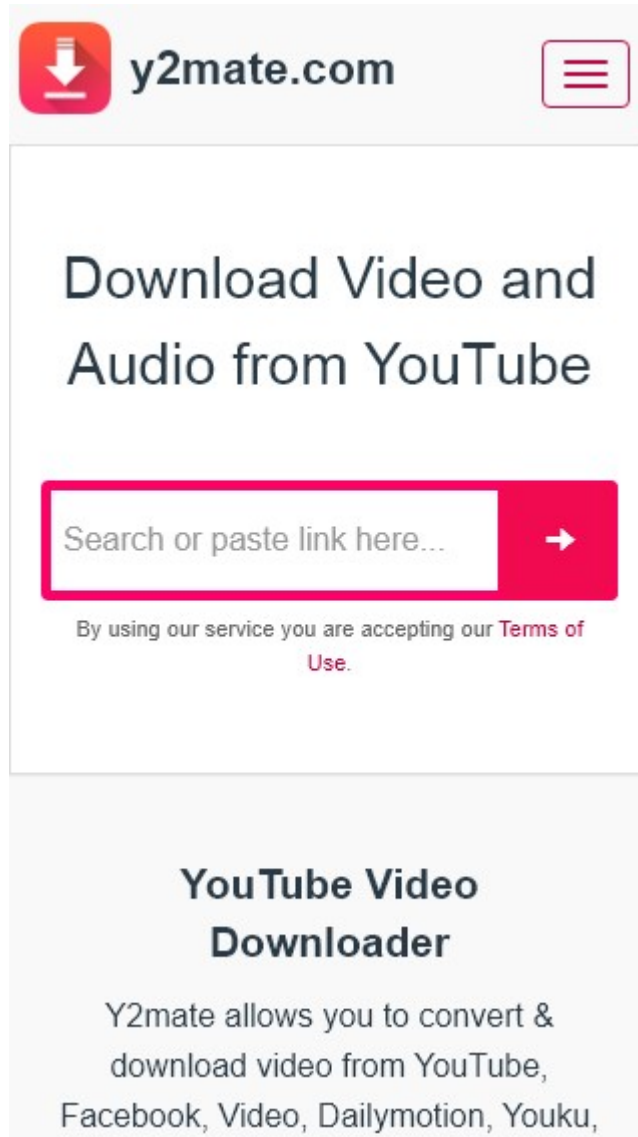 y2mate.com
Download Video and
Audio from YouTube
Search or paste link here...
By using our service you are accepting our Terms of
Use.
YouTube Video
Downloader
Y2mate allows you to convert &
download video from YouTube,
Facebook, Video, Dailymotion, Youku,